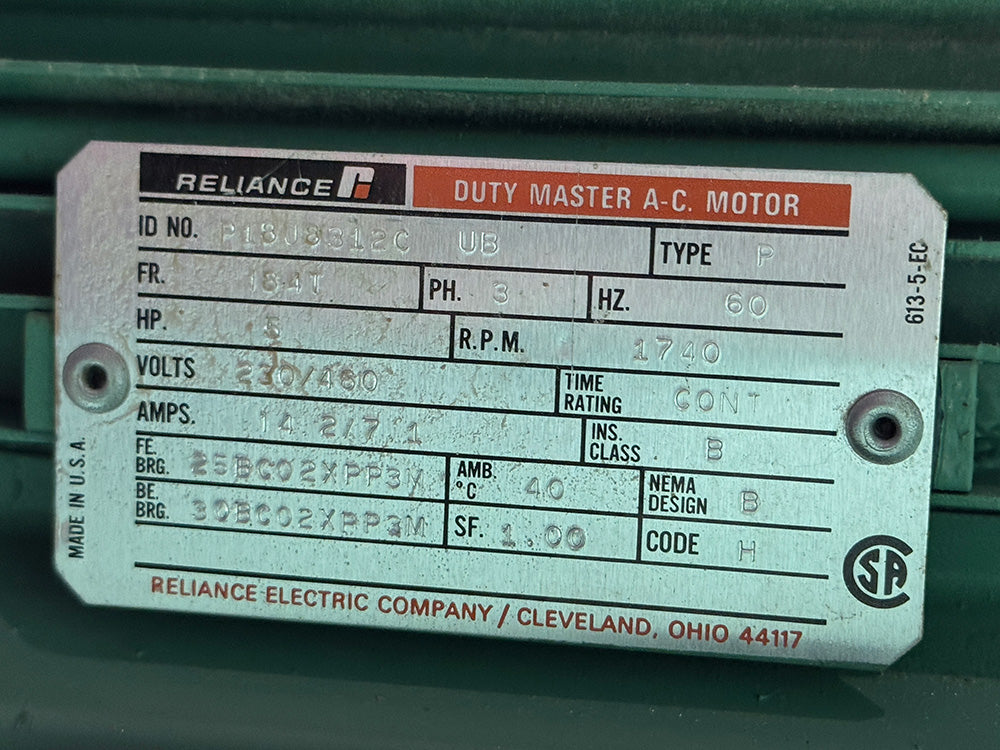 RELIANCE DUTY MASTER A-C. MOTOR
ID NO. P18U8312C UB TYPE P
FR. 184T PH. 3 HZ. 60
HP. 5 R.P.M. 1740
VOLTS 230/460 TIME RATING CONT
AMPS. 14 2/7 1 INS. CLASS B
FE. BRG. 25BC02XPP3M AMB. °C 40 NEMA DESIGN B
BE. BRG. 30BC02XPP3M SF. 1.00 CODE H
RELIANCE ELECTRIC COMPANY / CLEVELAND, OHIO 44117
MADE IN U.S.A.
613-5-EC
CSA